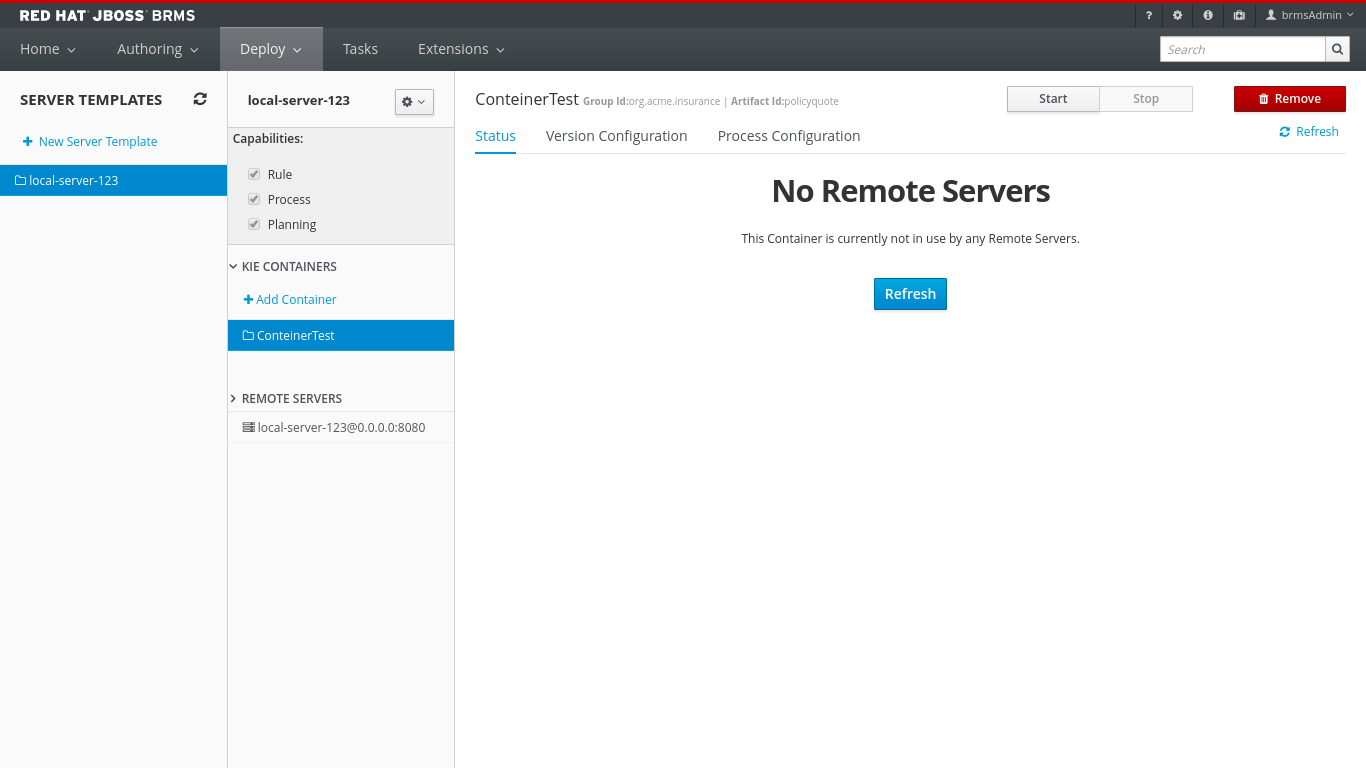 RED HAT JBOSS BRMS
? brmsAdmin
Home Authoring Deploy Tasks Extensions Search
SERVER TEMPLATES
New Server Template
local-server-123
local-server-123
Capabilities:
Rule
Process
Planning
KIE CONTAINERS
Add Container
ConteinerTest
REMOTE SERVERS
local-server-123@0.0.0.0:8080
ConteinerTest Group Id:org.acme.insurance | Artifact Id:policyquote
Start Stop Remove
Status Version Configuration Process Configuration Refresh
No Remote Servers
This Container is currently not in use by any Remote Servers.
Refresh